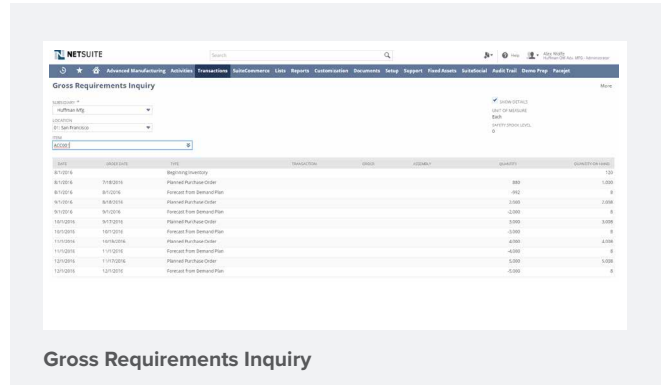 NETSUITE Search Help Alex Wolfe
Advanced Manufacturing Activities Transactions SuiteCommerce Lists Reports Customization Documents Setup Support Fixed Assets SuiteSocial Audit Trail Demo Prep Pacejet
Gross Requirements Inquiry More
SUBSIDIARY *
Huffman Mfg
LOCATION
01: San Francisco
ITEM
ACC001
SHOW DETAILS
UNIT OF MEASURE
Each
SAFETY STOCK LEVEL
0
DATE ORDER DATE TYPE TRANSACTION ORDER ASSEMBLY QUANTITY QUANTITY ON HAND
8/1/2016 Beginning Inventory 120
8/1/2016 7/18/2016 Planned Purchase Order 880 1,000
8/1/2016 8/1/2016 Forecast from Demand Plan -992 8
9/1/2016 8/18/2016 Planned Purchase Order 2,000 2,008
9/1/2016 9/1/2016 Forecast from Demand Plan -2,000 8
10/1/2016 9/17/2016 Planned Purchase Order 3,000 3,008
10/1/2016 10/1/2016 Forecast from Demand Plan -3,000 8
11/1/2016 10/18/2016 Planned Purchase Order 4,000 4,008
11/1/2016 11/1/2016 Forecast from Demand Plan -4,000 8
12/1/2016 11/17/2016 Planned Purchase Order 5,000 5,008
12/1/2016 12/1/2016 Forecast from Demand Plan -5,000 8
Gross Requirements Inquiry